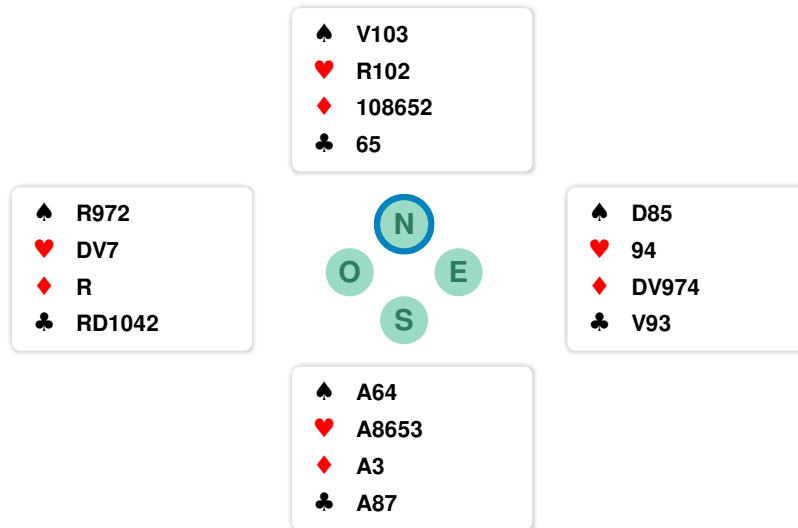 ♠ V103
♥ R102
♦ 108652
♣ 65
♠ R972
♥ DV7
♦ R
♣ RD1042
N
O E
S
♠ D85
♥ 94
♦ DV974
♣ V93
♠ A64
♥ A8653
♦ A3
♣ A87